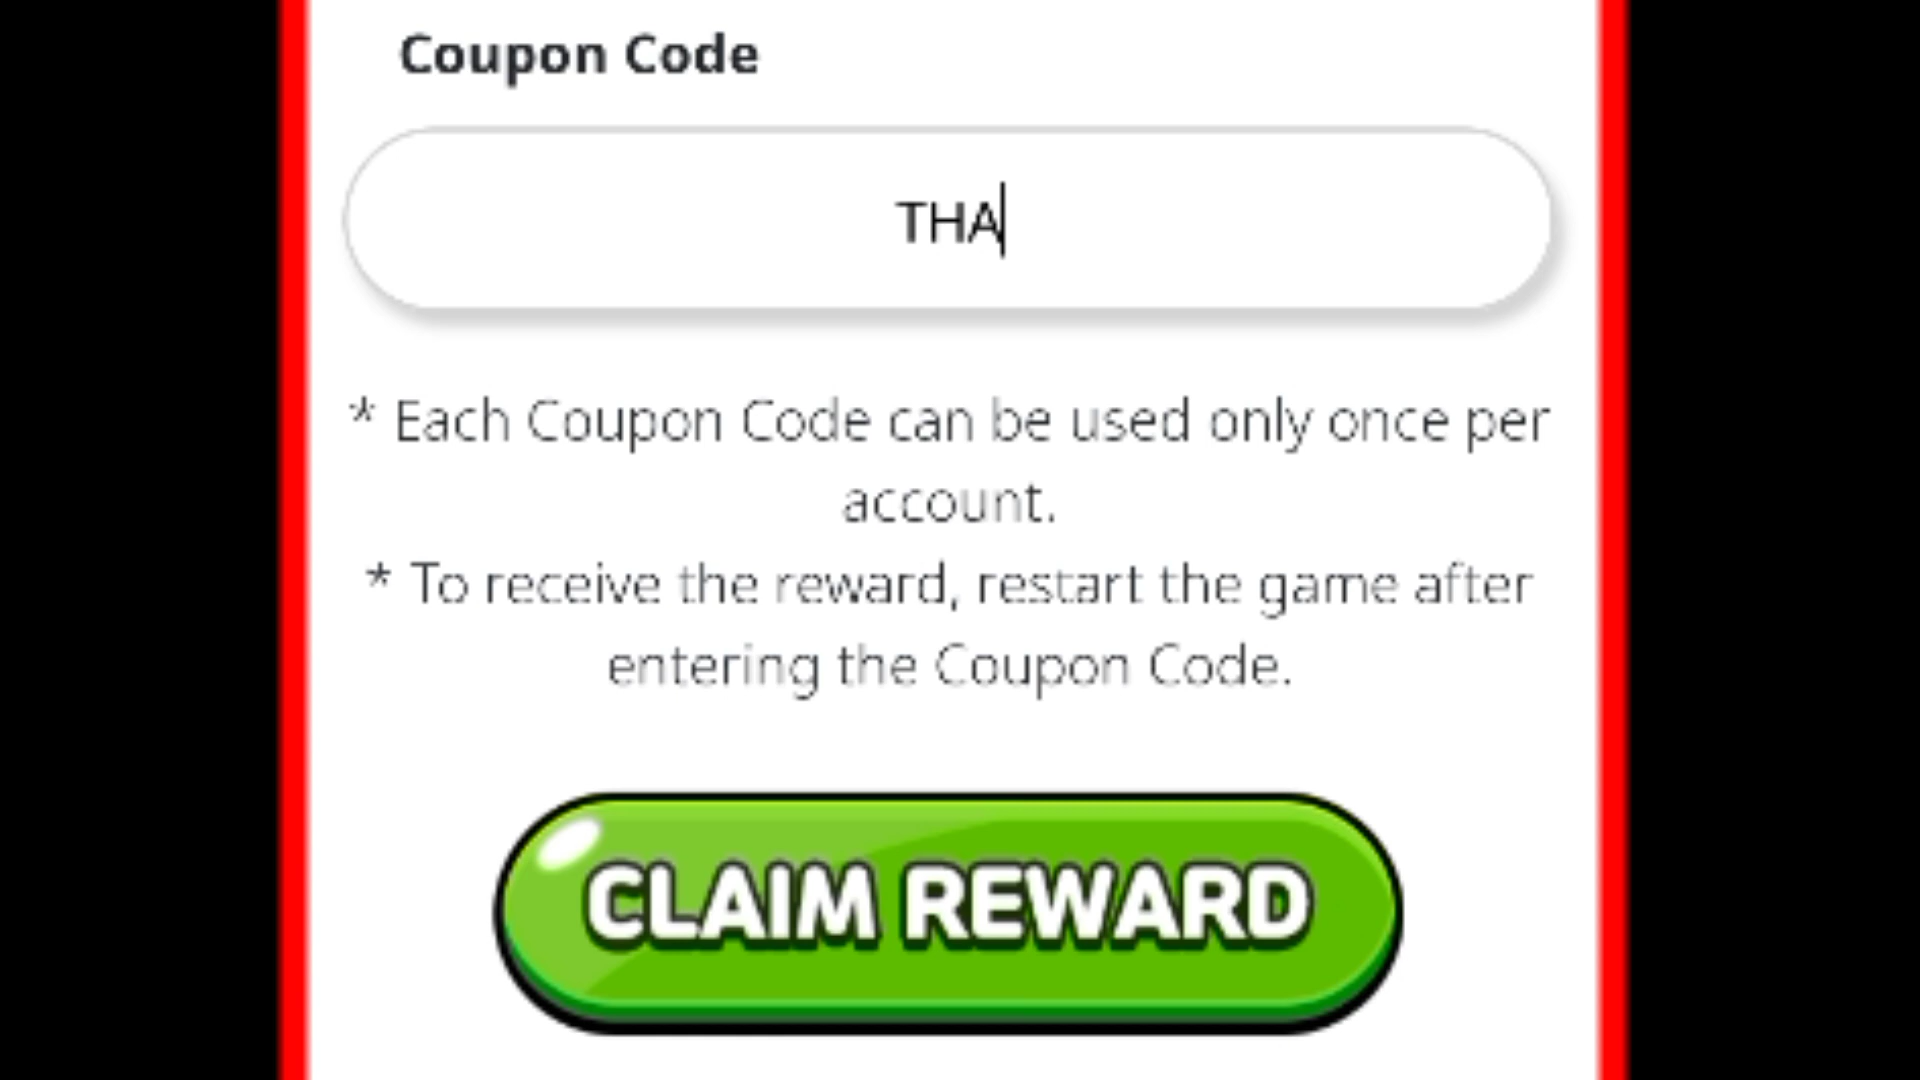 Coupon Code
THA
* Each Coupon Code can be used only once per
account.
* To receive the reward, restart the game after
entering the Coupon Code.
CLAIM REWARD